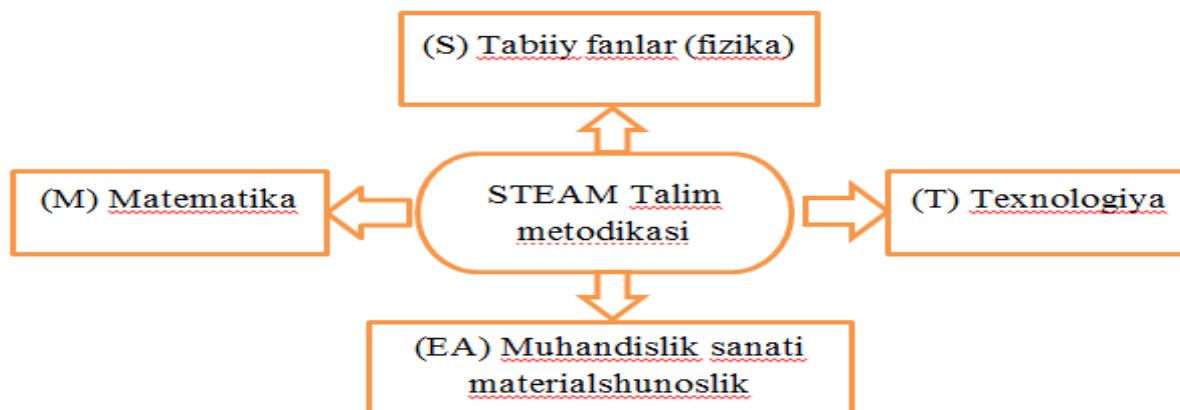 (S) Tabiiy fanlar (fizika)
(M) Matematika
STEAM Talim
metodikasi
(T) Texnologiya
(EA) Muhandislik sanati
materialshunoslik